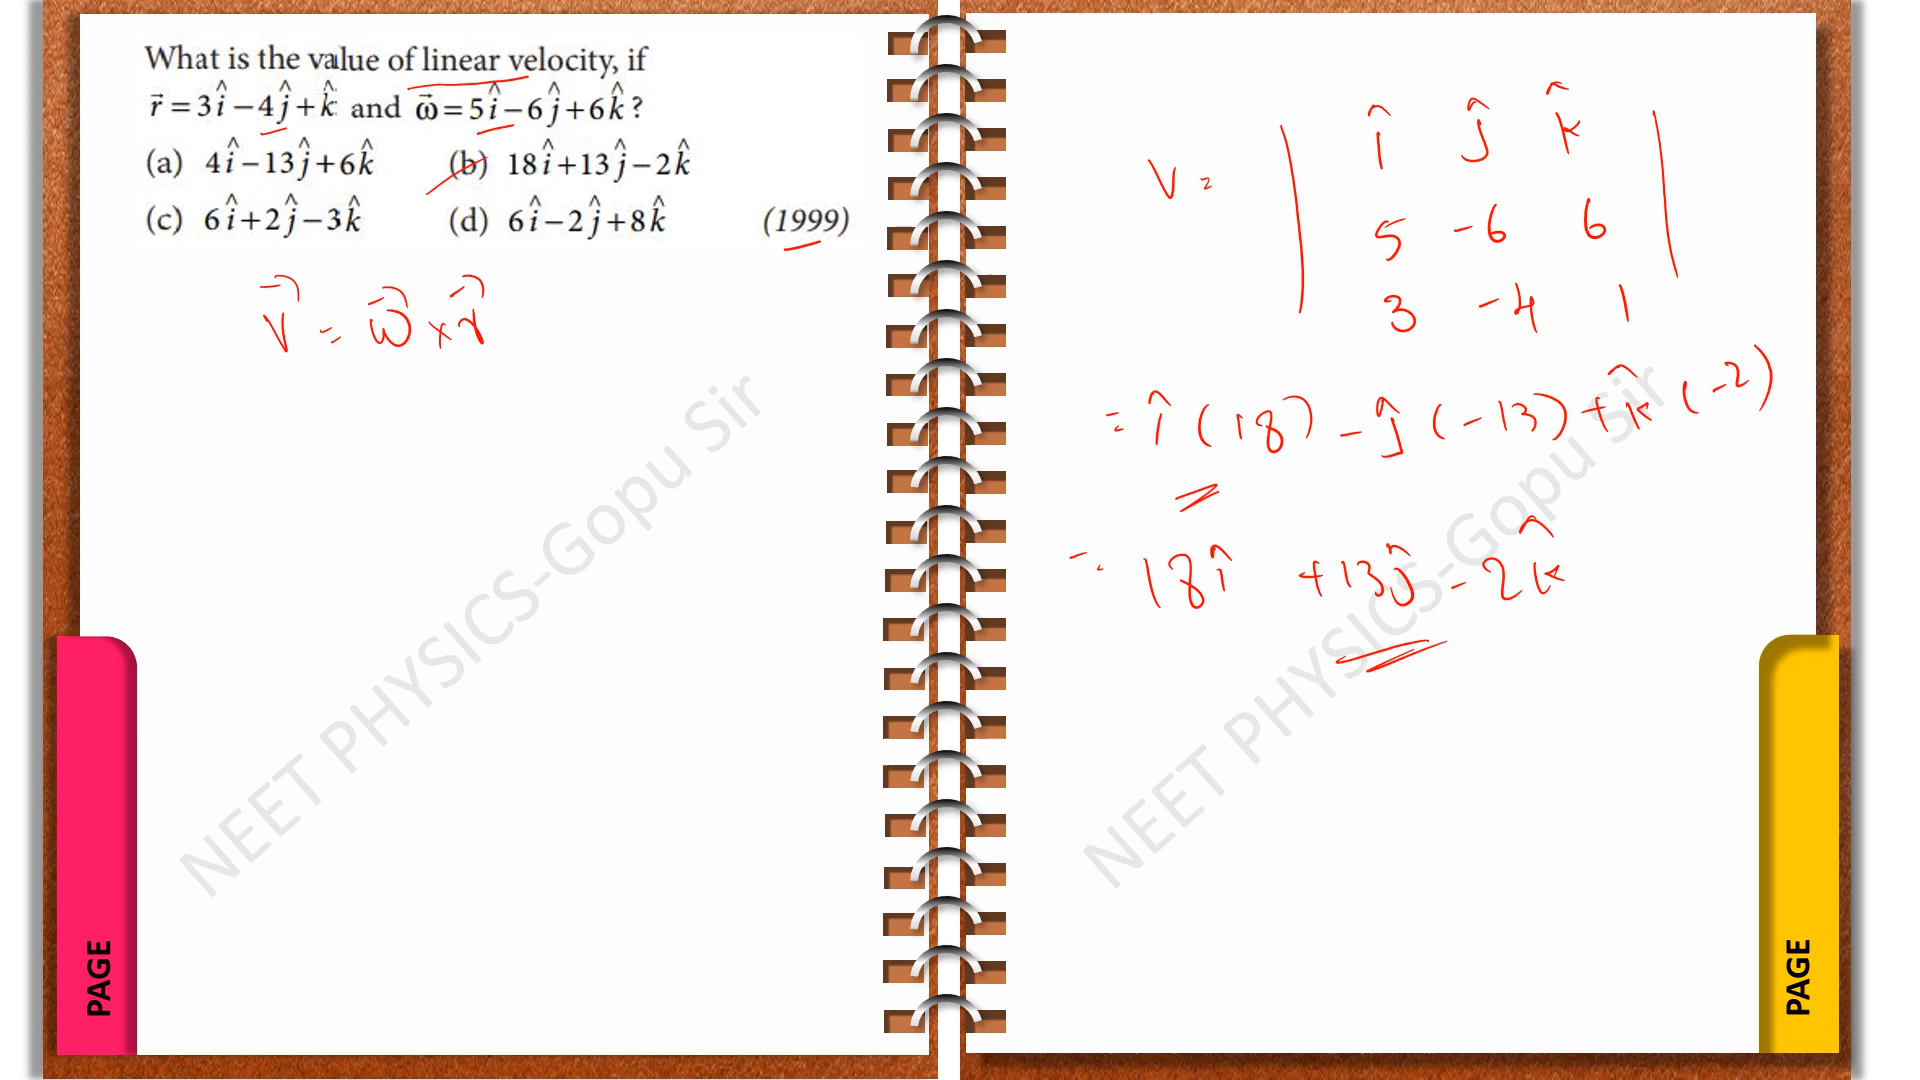 What is the value of linear velocity, if
r⃗ = 3î − 4ĵ + k̂ and ω⃗ = 5î − 6ĵ + 6k̂ ?
(a) 4î − 13ĵ + 6k̂ (b) 18î + 13ĵ − 2k̂
(c) 6î + 2ĵ − 3k̂ (d) 6î − 2ĵ + 8k̂ (1999)
V⃗ = ω⃗ × r⃗
NEET PHYSICS-Gopu Sir
PAGE
î ĵ k̂
V =
5 -6 6
3 -4 1
= î (18) - ĵ (-13) + k̂ (-2)
= 18î + 13ĵ - 2k̂
NEET PHYSICS-Gopu Sir
PAGE